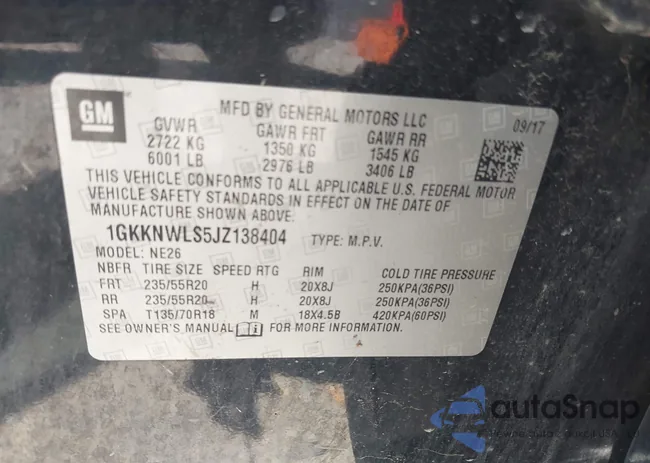 GM
MFD BY GENERAL MOTORS LLC
09/17
GVWR GAWR FRT GAWR RR
2722 KG 1350 KG 1545 KG
6001 LB 2976 LB 3406 LB
THIS VEHICLE CONFORMS TO ALL APPLICABLE U.S. FEDERAL MOTOR
VEHICLE SAFETY STANDARDS IN EFFECT ON THE DATE OF
MANUFACTURE SHOWN ABOVE.
1GKKNWLS5JZ138404 TYPE: M.P.V.
MODEL: NE26
NBFR TIRE SIZE SPEED RTG RIM COLD TIRE PRESSURE
FRT 235/55R20 H 20X8J 250KPA(36PSI)
RR 235/55R20 H 20X8J 250KPA(36PSI)
SPA T135/70R18 M 18X4.5B 420KPA(60PSI)
SEE OWNER'S MANUAL FOR MORE INFORMATION.
autoSnap